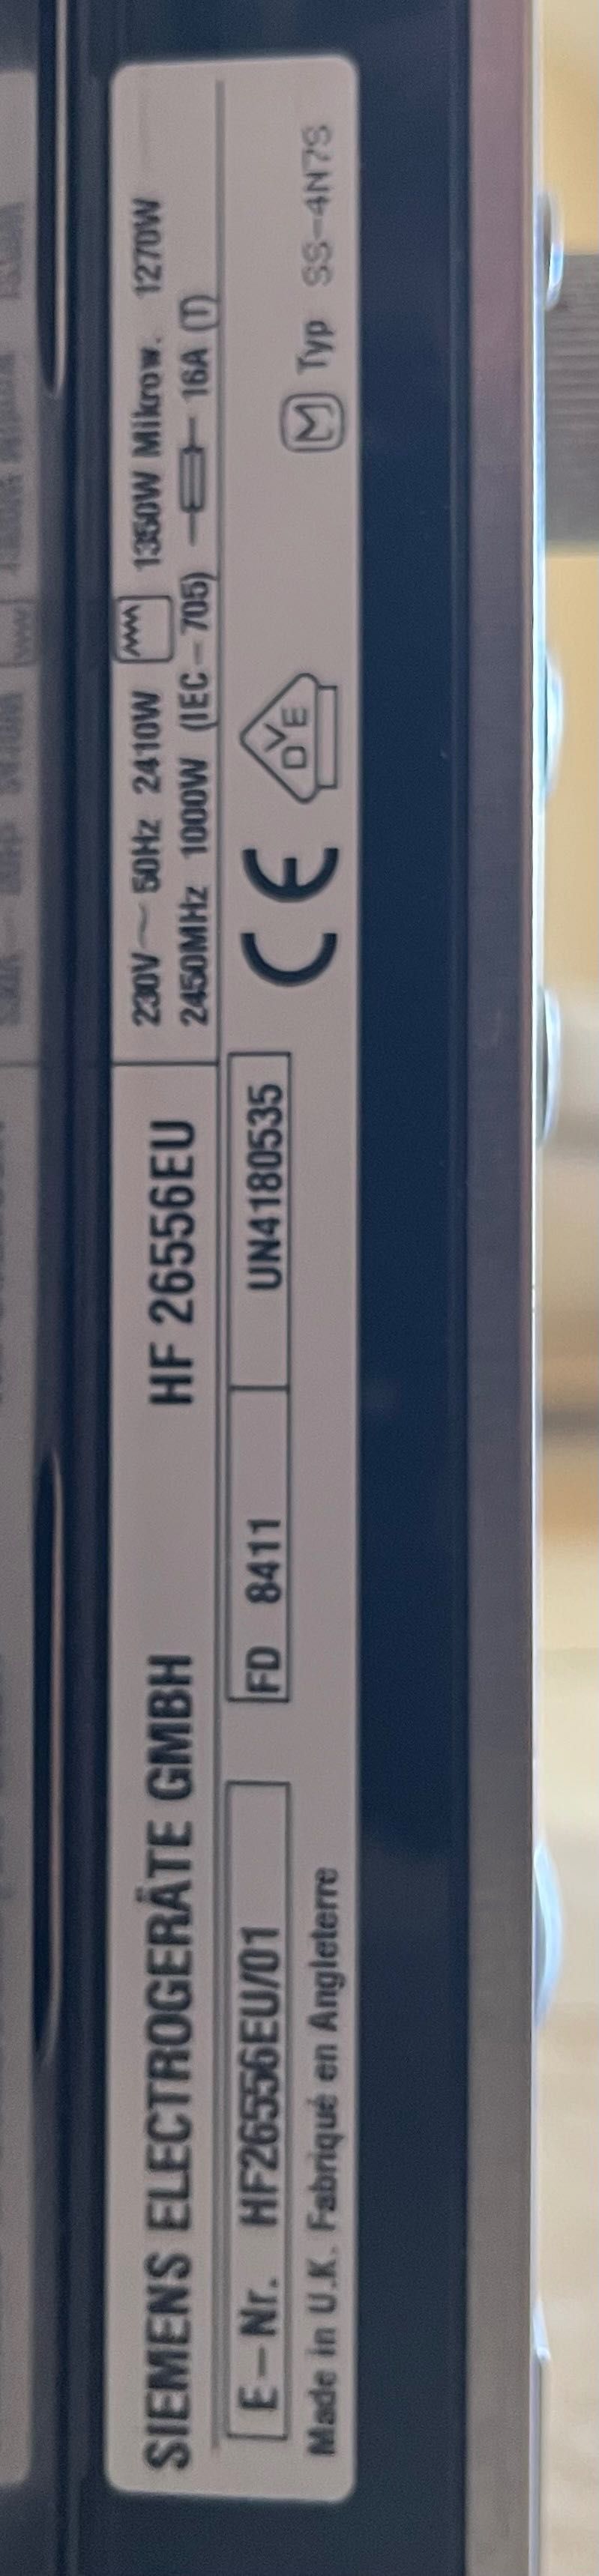 SIEMENS ELECTROGERÄTE GMBH HF 26556EU
230V ~ 50Hz 2410W 1350W Mikrow. 1270W
2450MHz 1000W (IEC-705) 16A (T)
E-Nr. HF26556EU/01 FD 8411 UN4180535
CE VDE M Typ SS-4N7S
Made in U.K. Fabriqué en Angleterre